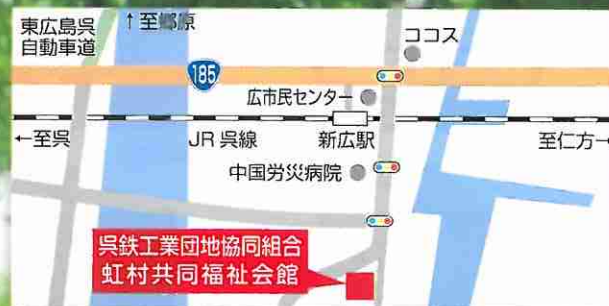 東広島呉
自動車道
↑至郷原
ココス
185
広市民センター
←至呉
JR 呉線
新広駅
至仁方→
中国労災病院
呉鉄工業団地協同組合
虹村共同福祉会館